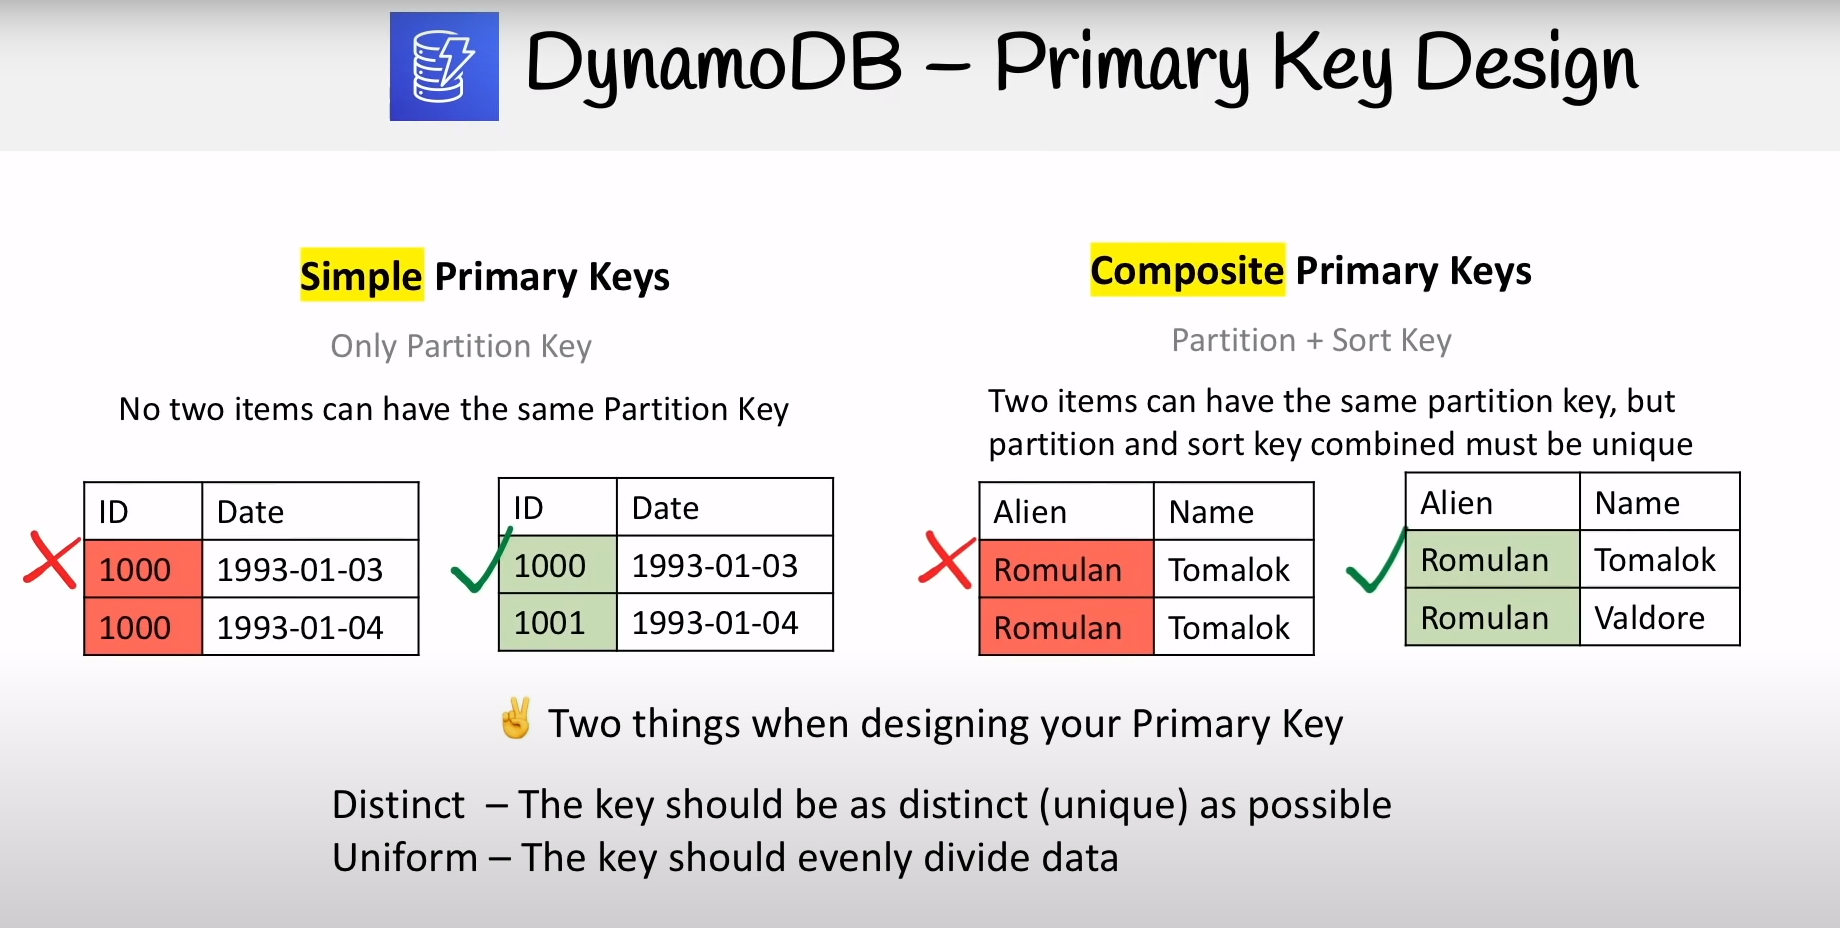 DynamoDB – Primary Key Design
Simple Primary Keys
Only Partition Key
No two items can have the same Partition Key
ID Date
1000 1993-01-03
1000 1993-01-04
ID Date
1000 1993-01-03
1001 1993-01-04
Composite Primary Keys
Partition + Sort Key
Two items can have the same partition key, but
partition and sort key combined must be unique
Alien Name
Romulan Tomalok
Romulan Tomalok
Alien Name
Romulan Tomalok
Romulan Valdore
✌ Two things when designing your Primary Key
Distinct – The key should be as distinct (unique) as possible
Uniform – The key should evenly divide data